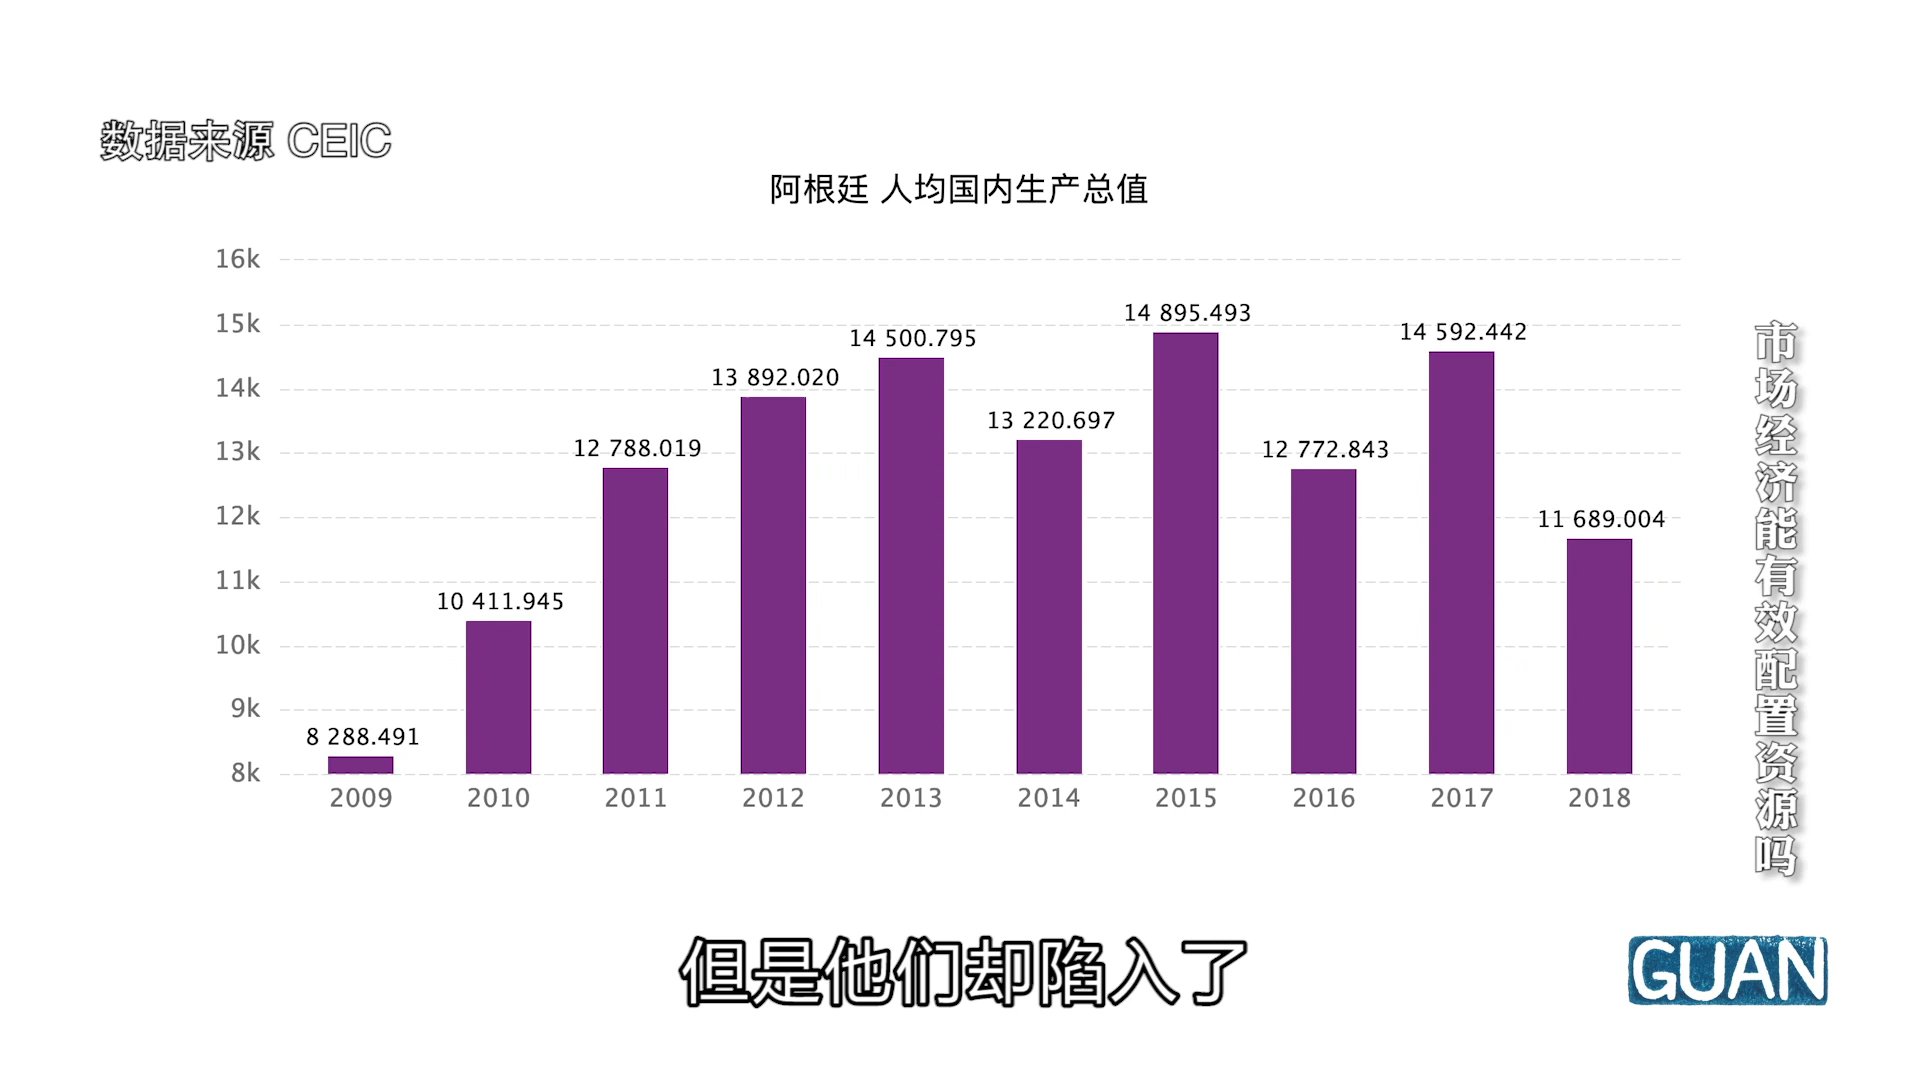 数据来源 CEIC
阿根廷 人均国内生产总值
16k
15k
14k
13k
12k
11k
10k
9k
8k
8 288.491
10 411.945
12 788.019
13 892.020
14 500.795
13 220.697
14 895.493
12 772.843
14 592.442
11 689.004
2009 2010 2011 2012 2013 2014 2015 2016 2017 2018
市场经济能有效配置资源吗
但是他们却陷入了
GUAN